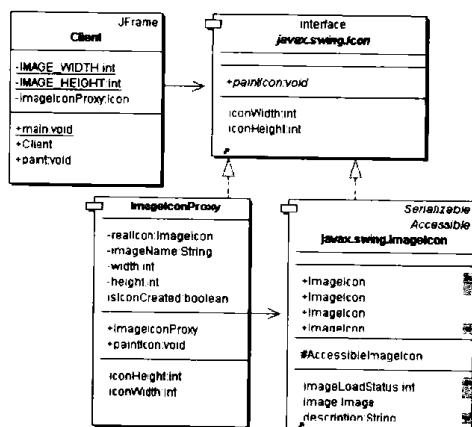 JFrame
Client
-IMAGE_WIDTH:int
-IMAGE_HEIGHT:int
-imageIconProxy:Icon
+main:void
+Client
+paint:void
interface
javax.swing.Icon
+paintIcon:void
iconWidth:int
iconHeight:int
ImageIconProxy
-realIcon:ImageIcon
-imageName:String
-width:int
-height:int
isIconCreated:boolean
+ImageIconProxy
+paintIcon:void
iconHeight:int
iconWidth:int
Serializable
Accessible
javax.swing.ImageIcon
+ImageIcon
+ImageIcon
+ImageIcon
+ImageIcon
#AccessibleImageIcon
imageLoadStatus:int
image:Image
description:String